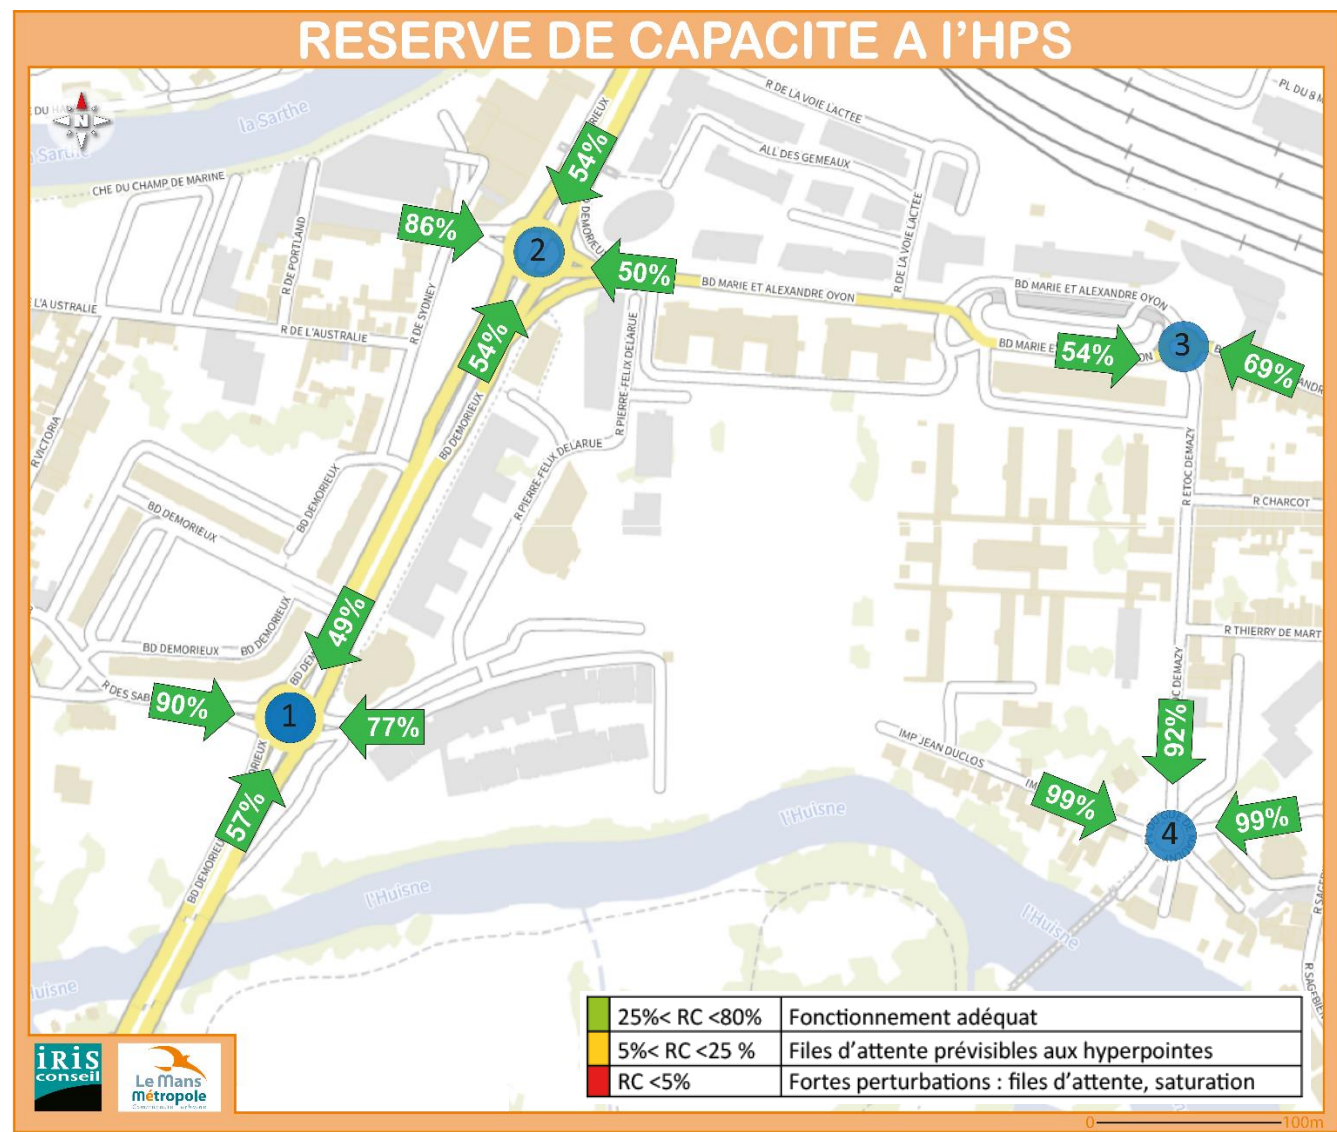 RESERVE DE CAPACITE A l'HPS
la Sarthe
R DE LA VOIE LACTEE
PL DU 8 M
N
ALL DES GEMEAUX
CHE DU CHAMP DE MARINE
54%
86%
2
50%
R DE PORTLAND
R DE SYDNEY
R DE LA VOIE LACTEE
BD MARIE ET ALEXANDRE OYON
BD MARIE ET ALEXANDRE OYON
R DE L'AUSTRALIE
54%
R PIERRE-FELIX DELARUE
54%
3
69%
BD DEMORIEUX
R VICTORIA
R PIERRE-FELIX DELARUE
R ETOC DEMAZY
R CHARCOT
BD DEMORIEUX
BD DEMORIEUX
49%
BD DEMORIEUX
BD DEMORIEUX
R THIERRY DE MART
90%
1
77%
92%
IMP JEAN DUCLOS
57%
99%
4
99%
l'Huisne
l'Huisne
l'Huisne
25%< RC <80% Fonctionnement adéquat
5%< RC <25 % Files d'attente prévisibles aux hyperpointes
RC <5% Fortes perturbations : files d'attente, saturation
iRiS
conseil
Le Mans
Métropole
Communauté urbaine
0 100m